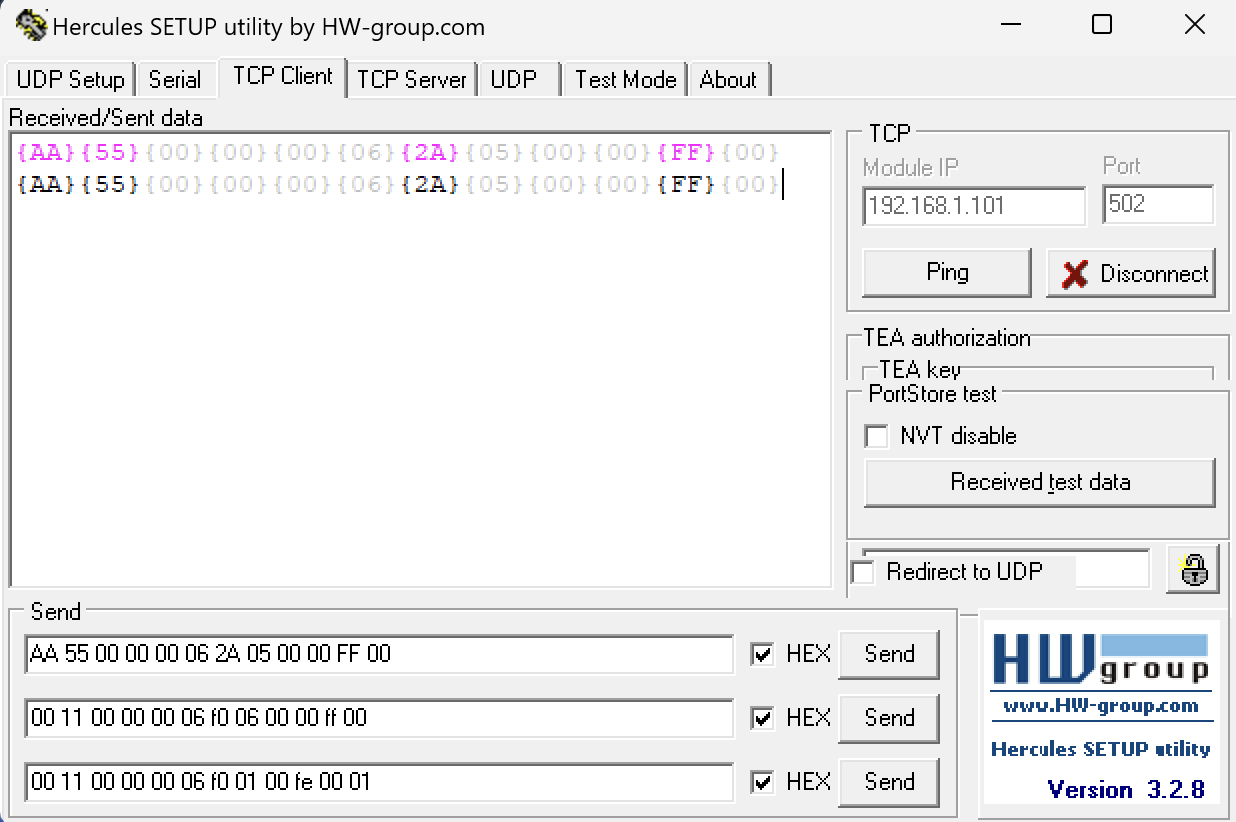 Hercules SETUP utility by HW-group.com
UDP Setup Serial TCP Client TCP Server UDP Test Mode About
Received/Sent data
{AA}{55}{00}{00}{00}{06}{2A}{05}{00}{00}{FF}{00}
{AA}{55}{00}{00}{00}{06}{2A}{05}{00}{00}{FF}{00}
TCP
Module IP Port
192.168.1.101 502
Ping Disconnect
TEA authorization
TEA key
PortStore test
NVT disable
Received test data
Redirect to UDP
Send
AA 55 00 00 00 06 2A 05 00 00 FF 00 HEX Send
00 11 00 00 00 06 f0 06 00 00 ff 00 HEX Send
00 11 00 00 00 06 f0 01 00 fe 00 01 HEX Send
HW group
www.HW-group.com
Hercules SETUP utility
Version 3.2.8